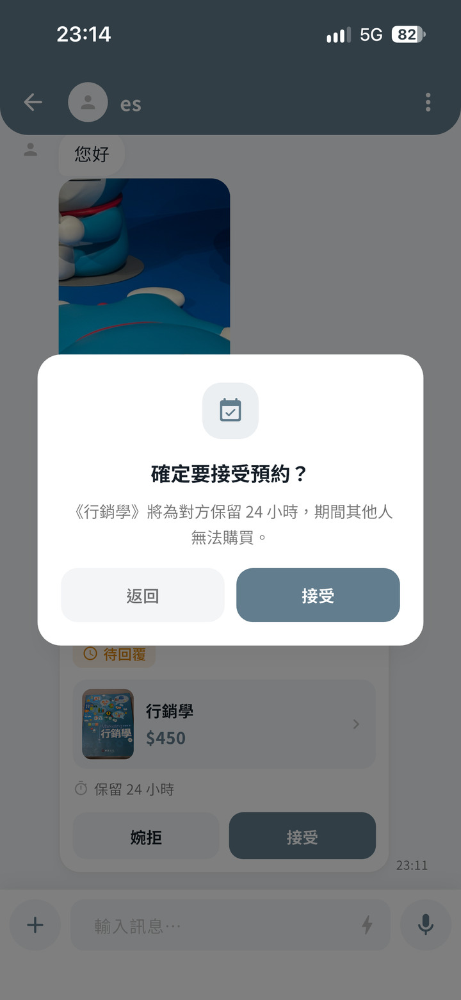 23:14
5G
82
es
您好
確定要接受預約？
《行銷學》將為對方保留 24 小時，期間其他人
無法購買。
返回
接受
待回覆
行銷學
行銷學
$450
保留 24 小時
婉拒
接受
23:11
輸入訊息…